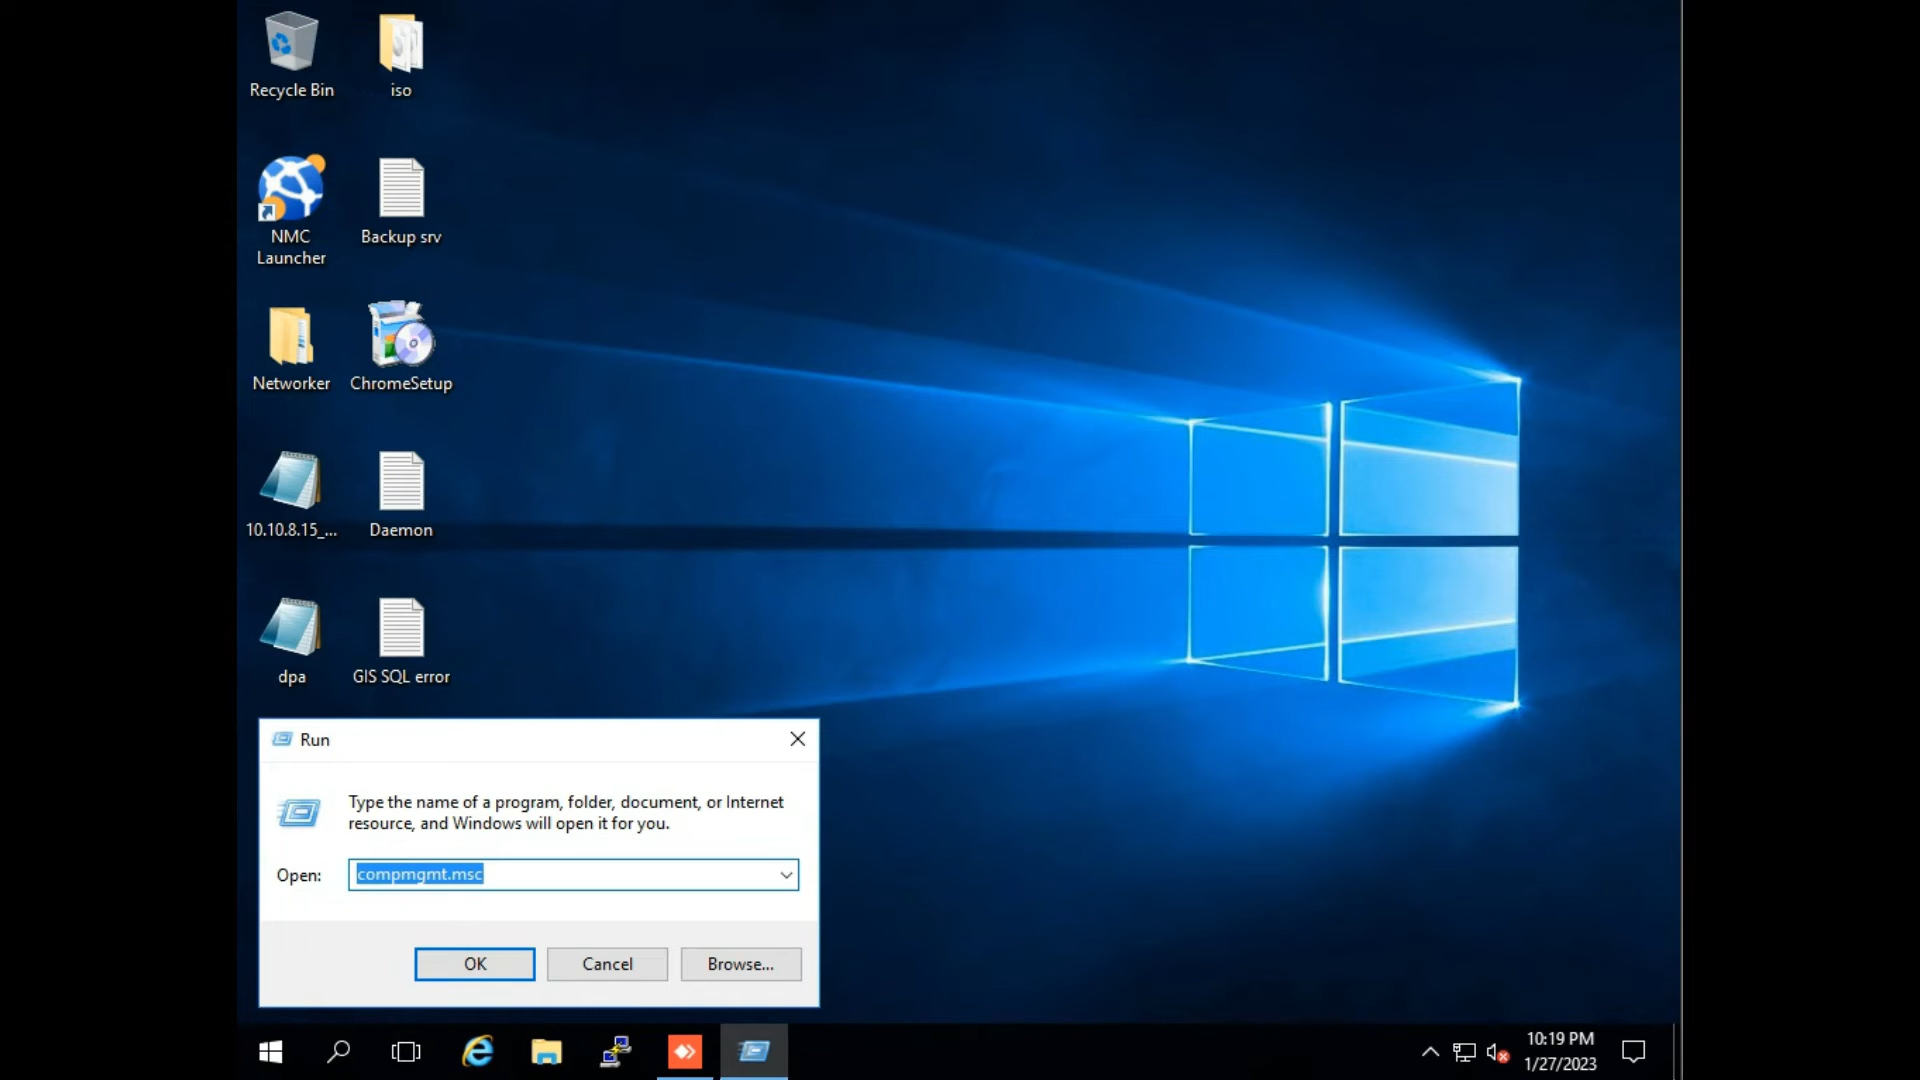 Recycle Bin
iso
NMC
Launcher
Backup srv
Networker
ChromeSetup
10.10.8.15_...
Daemon
dpa
GIS SQL error
Run
Type the name of a program, folder, document, or Internet
resource, and Windows will open it for you.
Open:
compmgmt.msc
OK
Cancel
Browse...
10:19 PM
1/27/2023